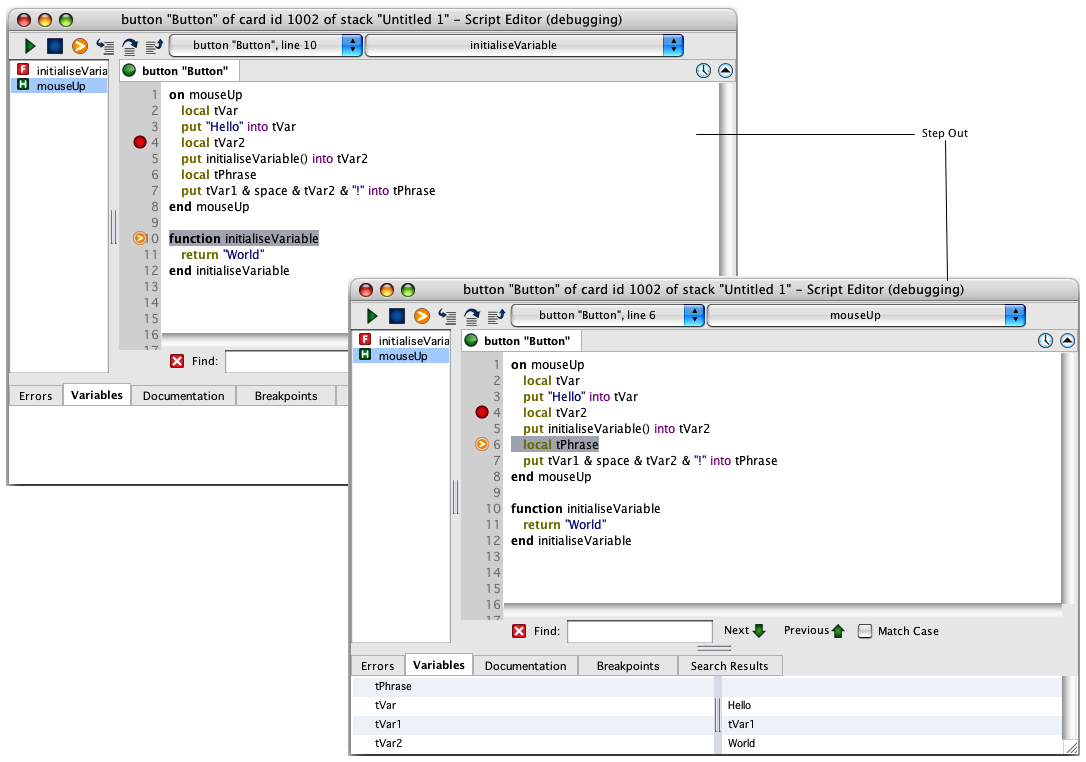 button "Button" of card id 1002 of stack "Untitled 1" - Script Editor (debugging)
button "Button", line 10 initialiseVariable
F initialiseVaria
H mouseUp
button "Button"
1 on mouseUp
2 local tVar
3 put "Hello" into tVar
4 local tVar2
5 put initialiseVariable() into tVar2
6 local tPhrase
7 put tVar1 & space & tVar2 & "!" into tPhrase
8 end mouseUp
9
10 function initialiseVariable
11 return "World"
12 end initialiseVariable
13
14
15
16
17
Find:
Errors Variables Documentation Breakpoints
Step Out
button "Button" of card id 1002 of stack "Untitled 1" - Script Editor (debugging)
button "Button", line 6 mouseUp
F initialiseVaria
H mouseUp
button "Button"
1 on mouseUp
2 local tVar
3 put "Hello" into tVar
4 local tVar2
5 put initialiseVariable() into tVar2
6 local tPhrase
7 put tVar1 & space & tVar2 & "!" into tPhrase
8 end mouseUp
9
10 function initialiseVariable
11 return "World"
12 end initialiseVariable
13
14
15
16
17
Find: Next Previous Match Case
Errors Variables Documentation Breakpoints Search Results
tPhrase
tVar Hello
tVar1 tVar1
tVar2 World